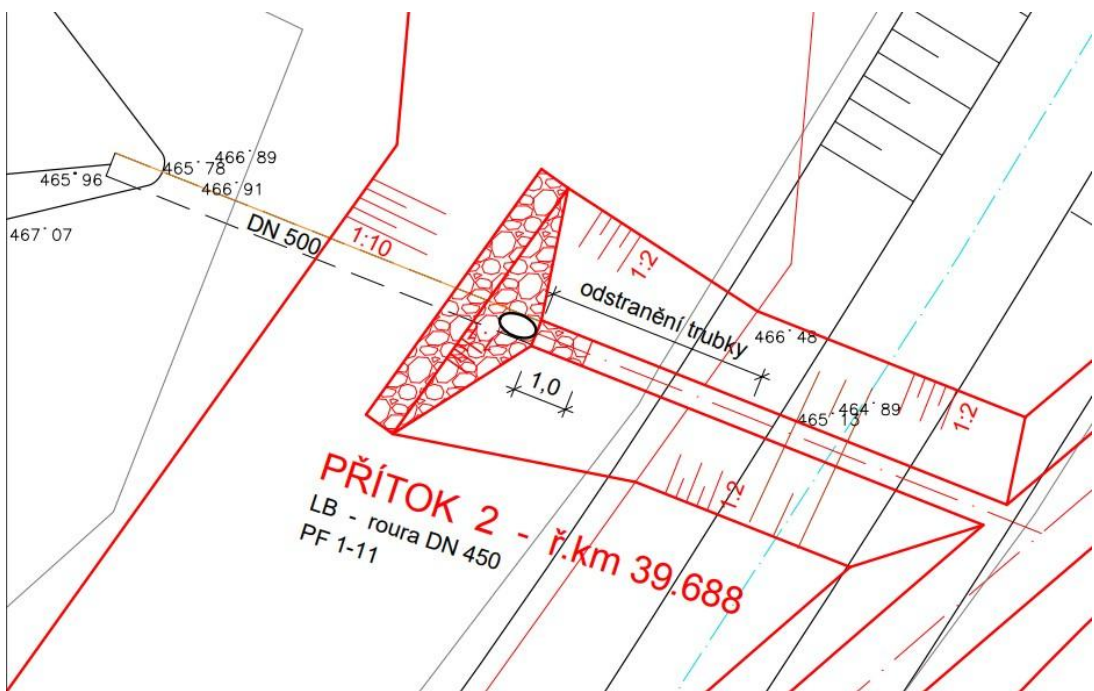 466.89
465.78
465.96
466.91
467.07
DN 500
1:10
1:2
odstranění trubky
466.48
1,0
465.13
464.89
1:2
1:2
PŘÍTOK 2 - ř.km 39.688
LB - roura DN 450
PF 1-11